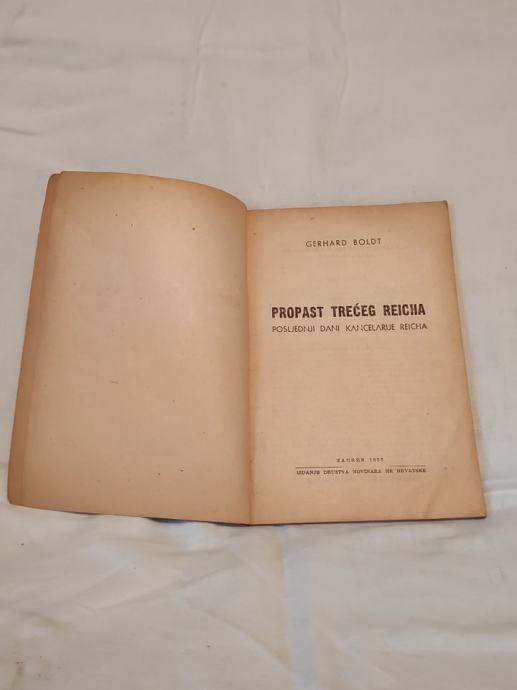 GERHARD BOLDT
PROPAST TREĆEG REICHA
POSLJEDNJI DANI KANCELARIJE REICHA
ZAGREB
IZDANJE DRUŠTVA NOVINARA NR HRVATSKE